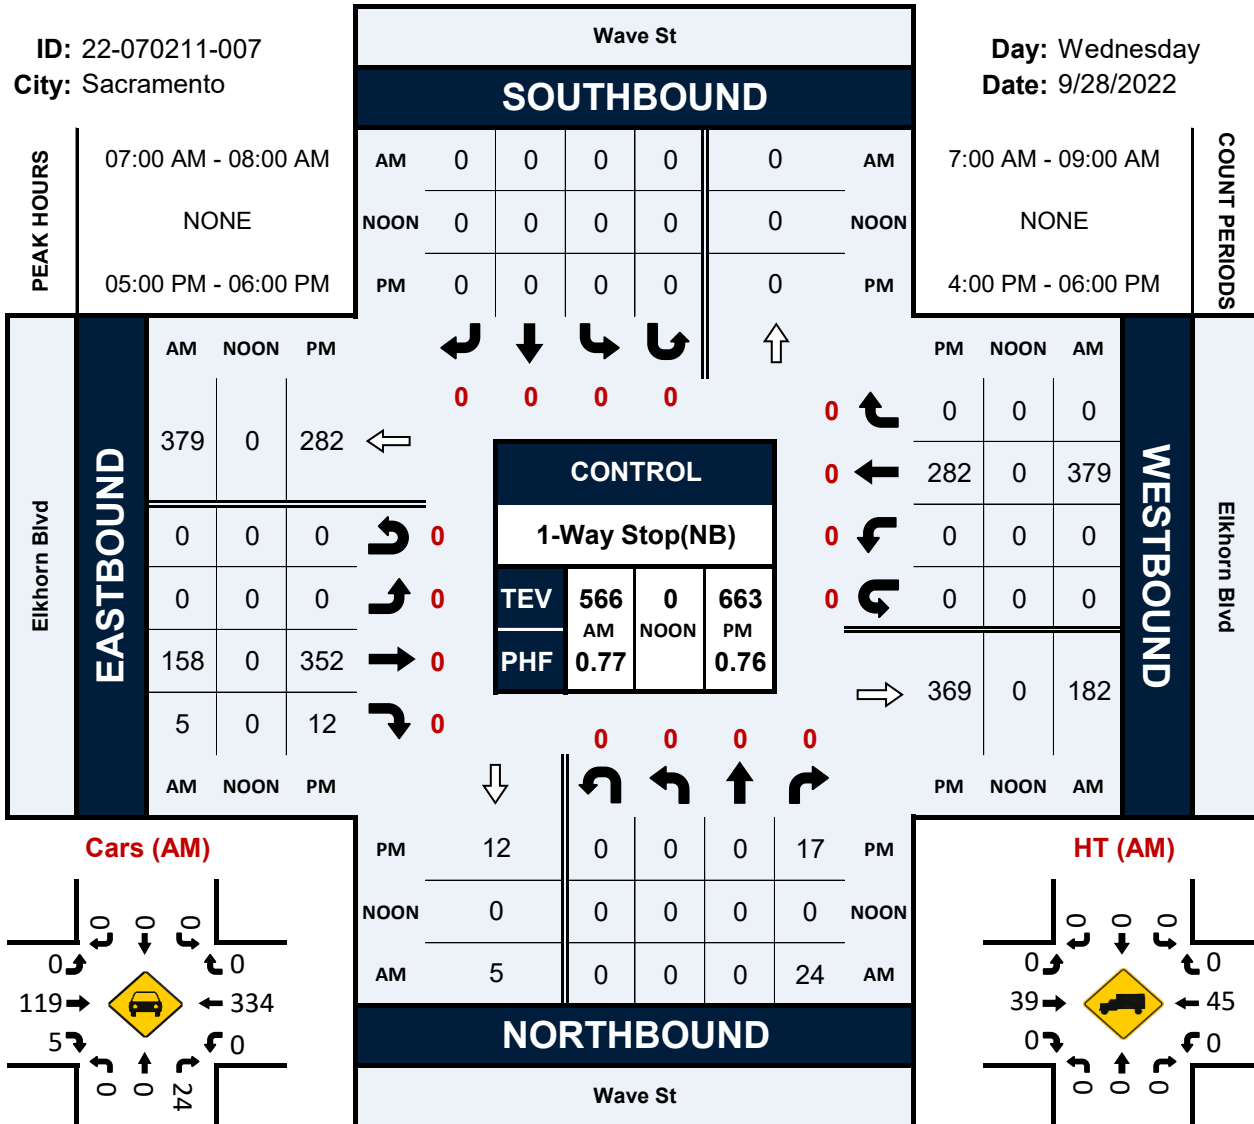 Wave St
ID: 22-070211-007
City: Sacramento
Day: Wednesday
Date: 9/28/2022
SOUTHBOUND
PEAK HOURS
07:00 AM - 08:00 AM
NONE
05:00 PM - 06:00 PM
AM 0 0 0 0 0 AM
NOON 0 0 0 0 0 NOON
PM 0 0 0 0 0 PM
7:00 AM - 09:00 AM
NONE
4:00 PM - 06:00 PM
COUNT PERIODS
0 0 0 0
Elkhorn Blvd
EASTBOUND
AM NOON PM
379 0 282
0 0 0 0
0 0 0 0
158 0 352 0
5 0 12 0
AM NOON PM
CONTROL
1-Way Stop(NB)
TEV 566 0 663
AM NOON PM
PHF 0.77 0.76
PM NOON AM
0 0 0 0
0 282 0 379
0 0 0 0
0 0 0 0
369 0 182
PM NOON AM
WESTBOUND
Elkhorn Blvd
0 0 0 0
PM 12 0 0 0 17 PM
NOON 0 0 0 0 0 NOON
AM 5 0 0 0 24 AM
NORTHBOUND
Wave St
Cars (AM)
0 0 0
0 0
119 334
5 0
0 0 24
HT (AM)
0 0 0
0 0
39 45
0 0
0 0 0